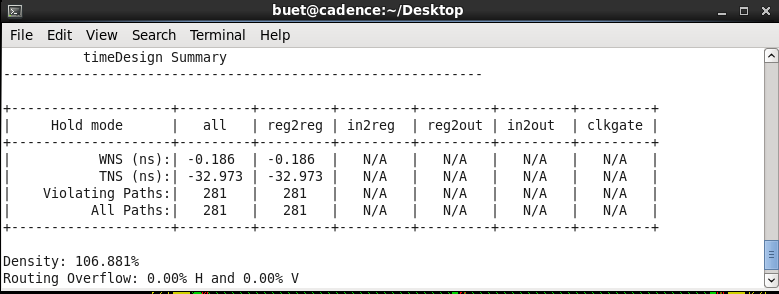 buet@cadence:~/Desktop
File Edit View Search Terminal Help
timeDesign Summary
------------------------------------------------------------
+--------------------+---------+---------+---------+---------+---------+---------+
|     Hold mode      |   all   | reg2reg | in2reg  | reg2out | in2out  | clkgate |
+--------------------+---------+---------+---------+---------+---------+---------+
|           WNS (ns):| -0.186  | -0.186  |   N/A   |   N/A   |   N/A   |   N/A   |
|           TNS (ns):| -32.973 | -32.973 |   N/A   |   N/A   |   N/A   |   N/A   |
|    Violating Paths:|   281   |   281   |   N/A   |   N/A   |   N/A   |   N/A   |
|          All Paths:|   281   |   281   |   N/A   |   N/A   |   N/A   |   N/A   |
+--------------------+---------+---------+---------+---------+---------+---------+
Density: 106.881%
Routing Overflow: 0.00% H and 0.00% V